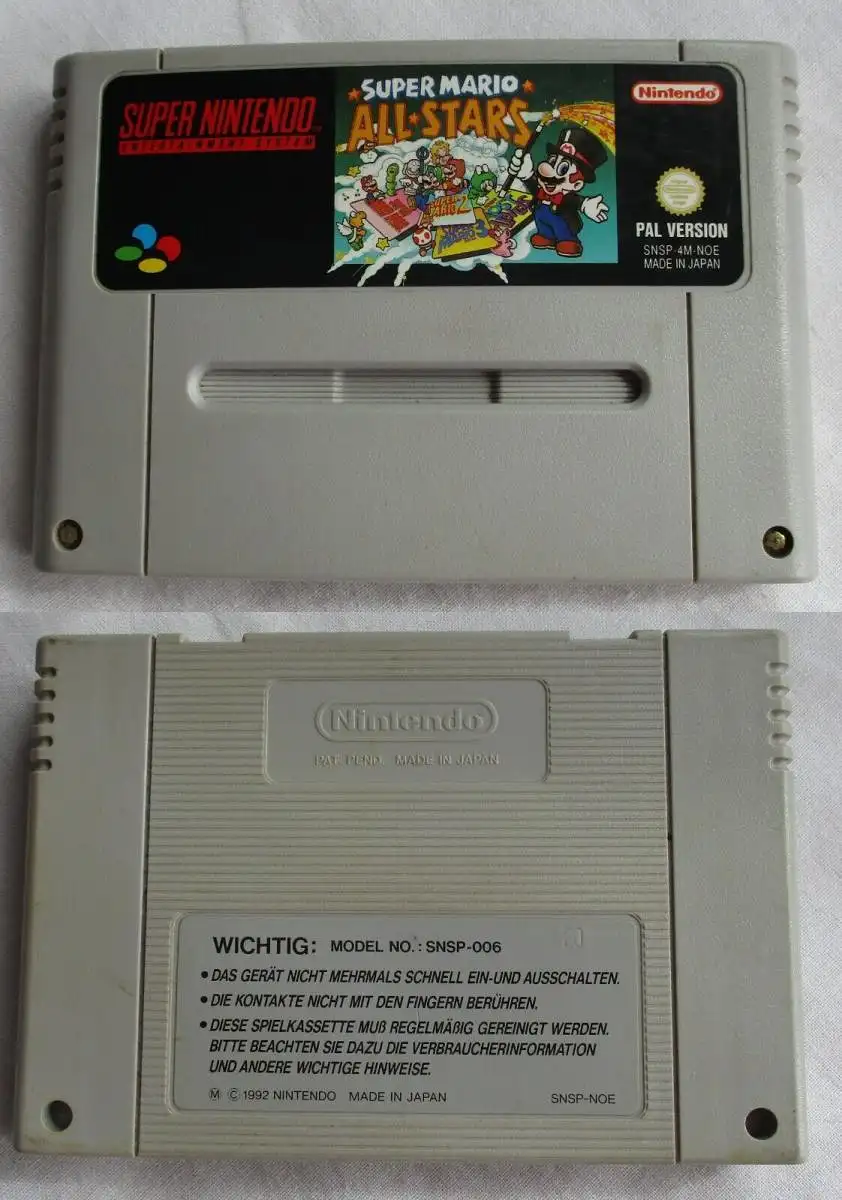 SUPER NINTENDO
ENTERTAINMENT SYSTEM
SUPER MARIO
ALL★STARS
Nintendo
PAL VERSION
SNSP-4M-NOE
MADE IN JAPAN
Nintendo
PAT. PEND. MADE IN JAPAN
WICHTIG: MODEL NO.: SNSP-006
• DAS GERÄT NICHT MEHRMALS SCHNELL EIN-UND AUSSCHALTEN.
• DIE KONTAKTE NICHT MIT DEN FINGERN BERÜHREN.
• DIESE SPIELKASSETTE MUß REGELMÄßIG GEREINIGT WERDEN.
BITTE BEACHTEN SIE DAZU DIE VERBRAUCHERINFORMATION
UND ANDERE WICHTIGE HINWEISE.
Ⓜ © 1992 NINTENDO MADE IN JAPAN SNSP-NOE